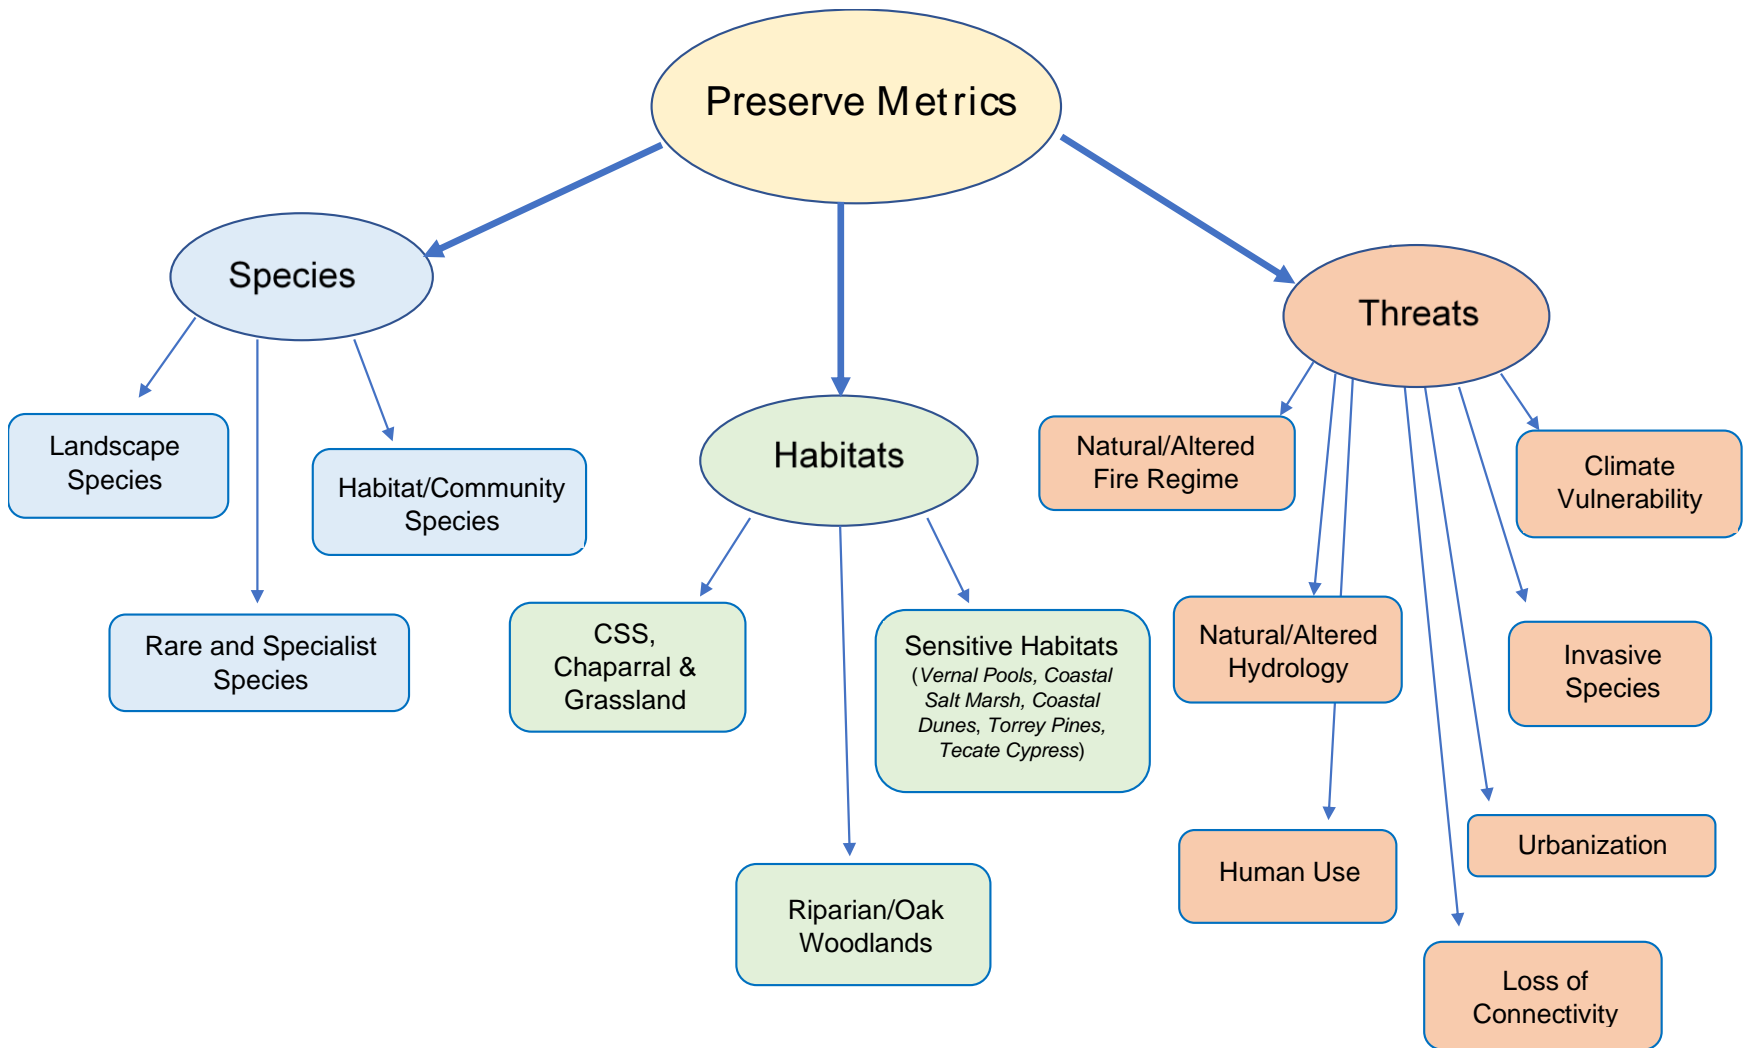 Preserve Metrics
Species
Threats
Habitats
Landscape
Species
Habitat/Community
Species
Rare and Specialist
Species
CSS,
Chaparral &
Grassland
Sensitive Habitats
(Vernal Pools, Coastal
Salt Marsh, Coastal
Dunes, Torrey Pines,
Tecate Cypress)
Riparian/Oak
Woodlands
Natural/Altered
Fire Regime
Climate
Vulnerability
Natural/Altered
Hydrology
Invasive
Species
Human Use
Urbanization
Loss of
Connectivity